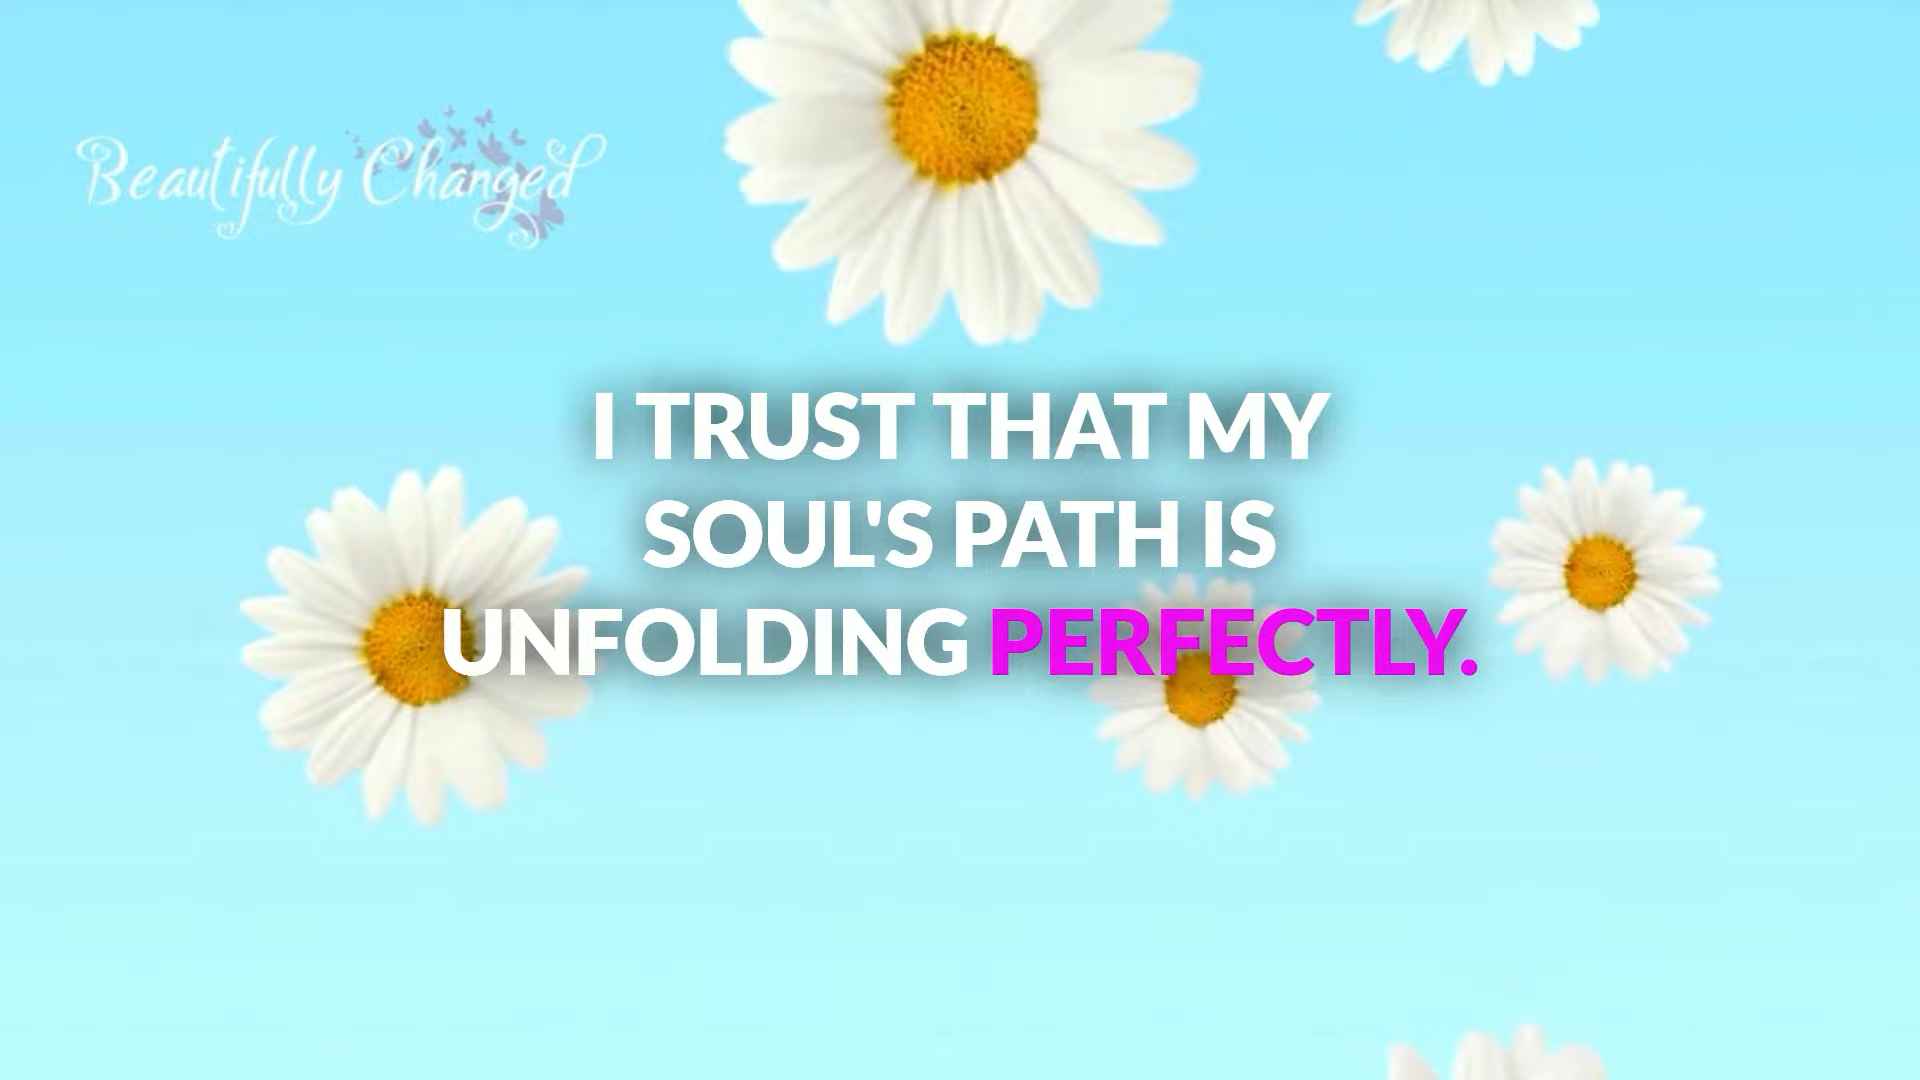 Beautifully Changed
I TRUST THAT MY
SOUL'S PATH IS
UNFOLDING PERFECTLY.